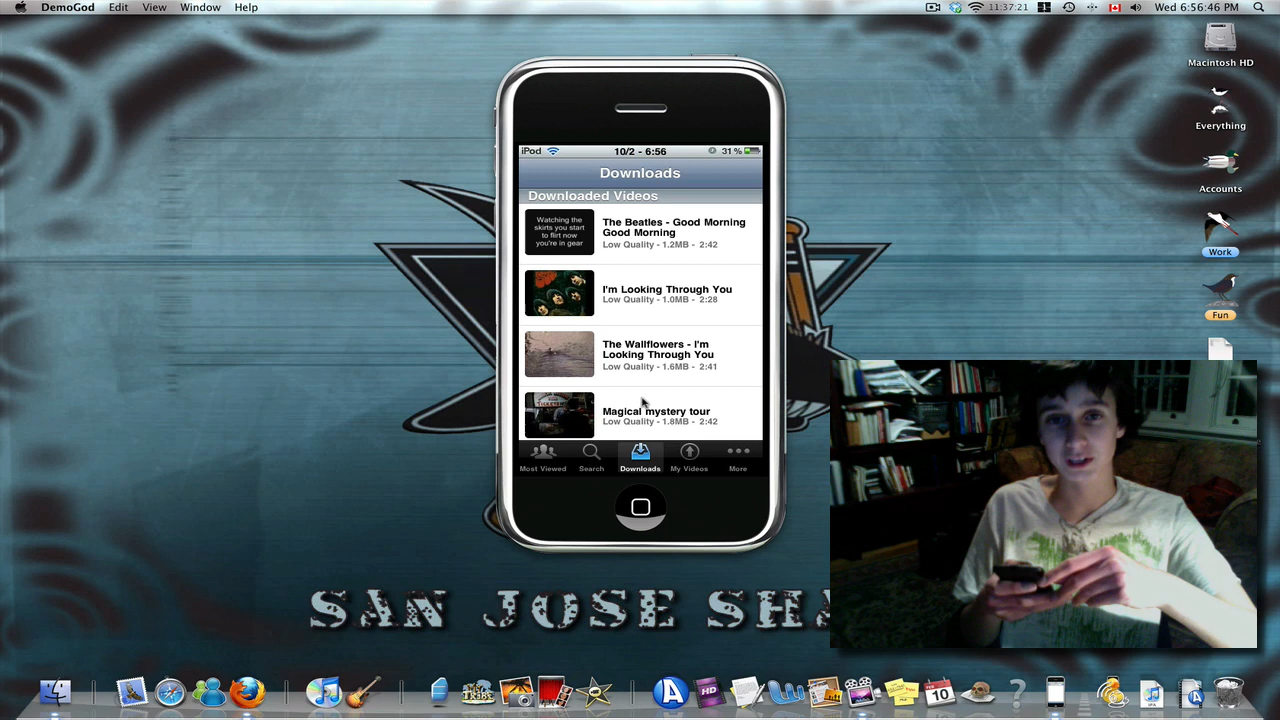 DemoGod Edit View Window Help
11:37:21 Wed 6:56:46 PM
Macintosh HD
Everything
Accounts
Work
Fun
iPod 10/2 - 6:56 31%
Downloads
Downloaded Videos
Watching the
skirts you start
to flirt now
you're in gear
The Beatles - Good Morning
Good Morning
Low Quality - 1.2MB - 2:42
I'm Looking Through You
Low Quality - 1.0MB - 2:28
The Wallflowers - I'm
Looking Through You
Low Quality - 1.6MB - 2:41
Magical mystery tour
Low Quality - 1.8MB - 2:42
Most Viewed Search Downloads My Videos More
SAN JOSE SHA
HD
FEB
10
IPA